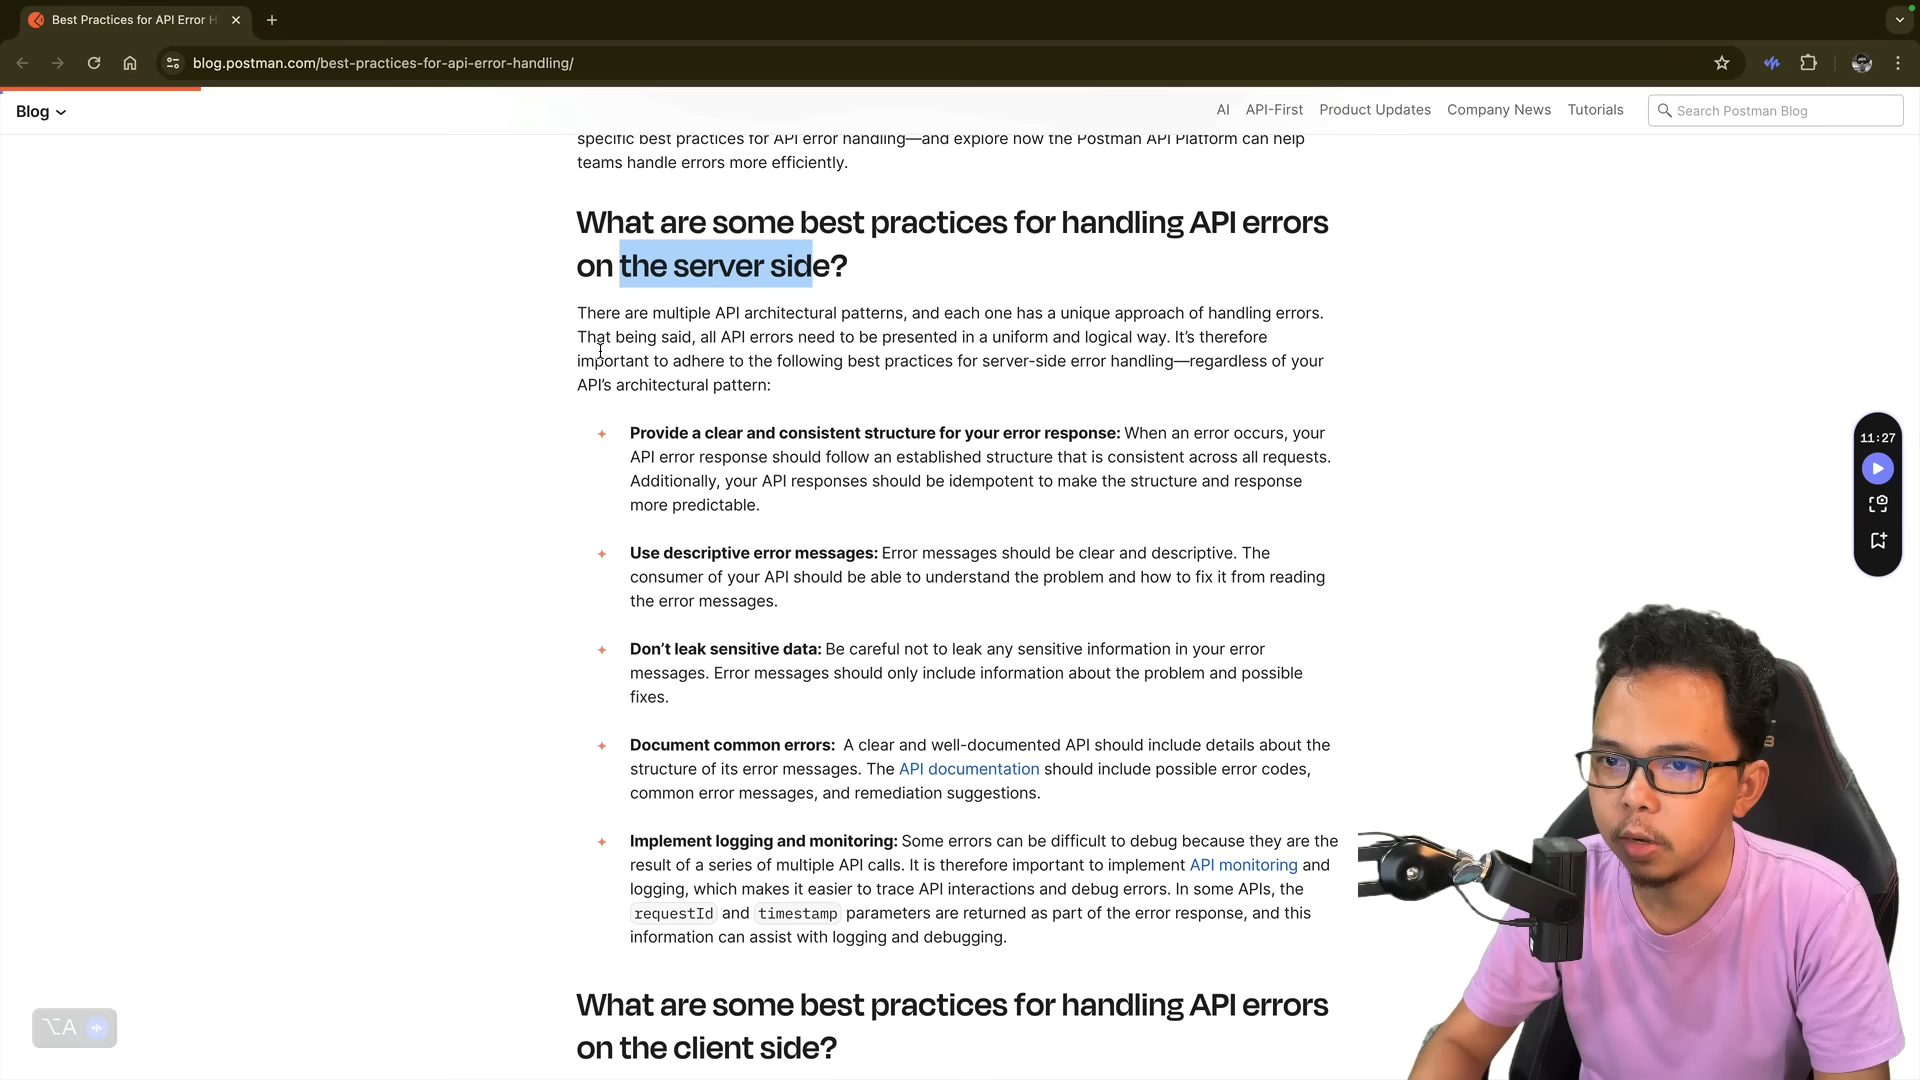 Best Practices for API Error H
blog.postman.com/best-practices-for-api-error-handling/
Blog
AI API-First Product Updates Company News Tutorials
Search Postman Blog
specific best practices for API error handling—and explore how the Postman API Platform can help
teams handle errors more efficiently.
What are some best practices for handling API errors
on the server side?
There are multiple API architectural patterns, and each one has a unique approach of handling errors.
That being said, all API errors need to be presented in a uniform and logical way. It’s therefore
important to adhere to the following best practices for server-side error handling—regardless of your
API’s architectural pattern:
Provide a clear and consistent structure for your error response: When an error occurs, your
API error response should follow an established structure that is consistent across all requests.
Additionally, your API responses should be idempotent to make the structure and response
more predictable.
Use descriptive error messages: Error messages should be clear and descriptive. The
consumer of your API should be able to understand the problem and how to fix it from reading
the error messages.
Don’t leak sensitive data: Be careful not to leak any sensitive information in your error
messages. Error messages should only include information about the problem and possible
fixes.
Document common errors: A clear and well-documented API should include details about the
structure of its error messages. The API documentation should include possible error codes,
common error messages, and remediation suggestions.
Implement logging and monitoring: Some errors can be difficult to debug because they are the
result of a series of multiple API calls. It is therefore important to implement API monitoring and
logging, which makes it easier to trace API interactions and debug errors. In some APIs, the
requestId and timestamp parameters are returned as part of the error response, and this
information can assist with logging and debugging.
What are some best practices for handling API errors
on the client side?
11:27
⌥A